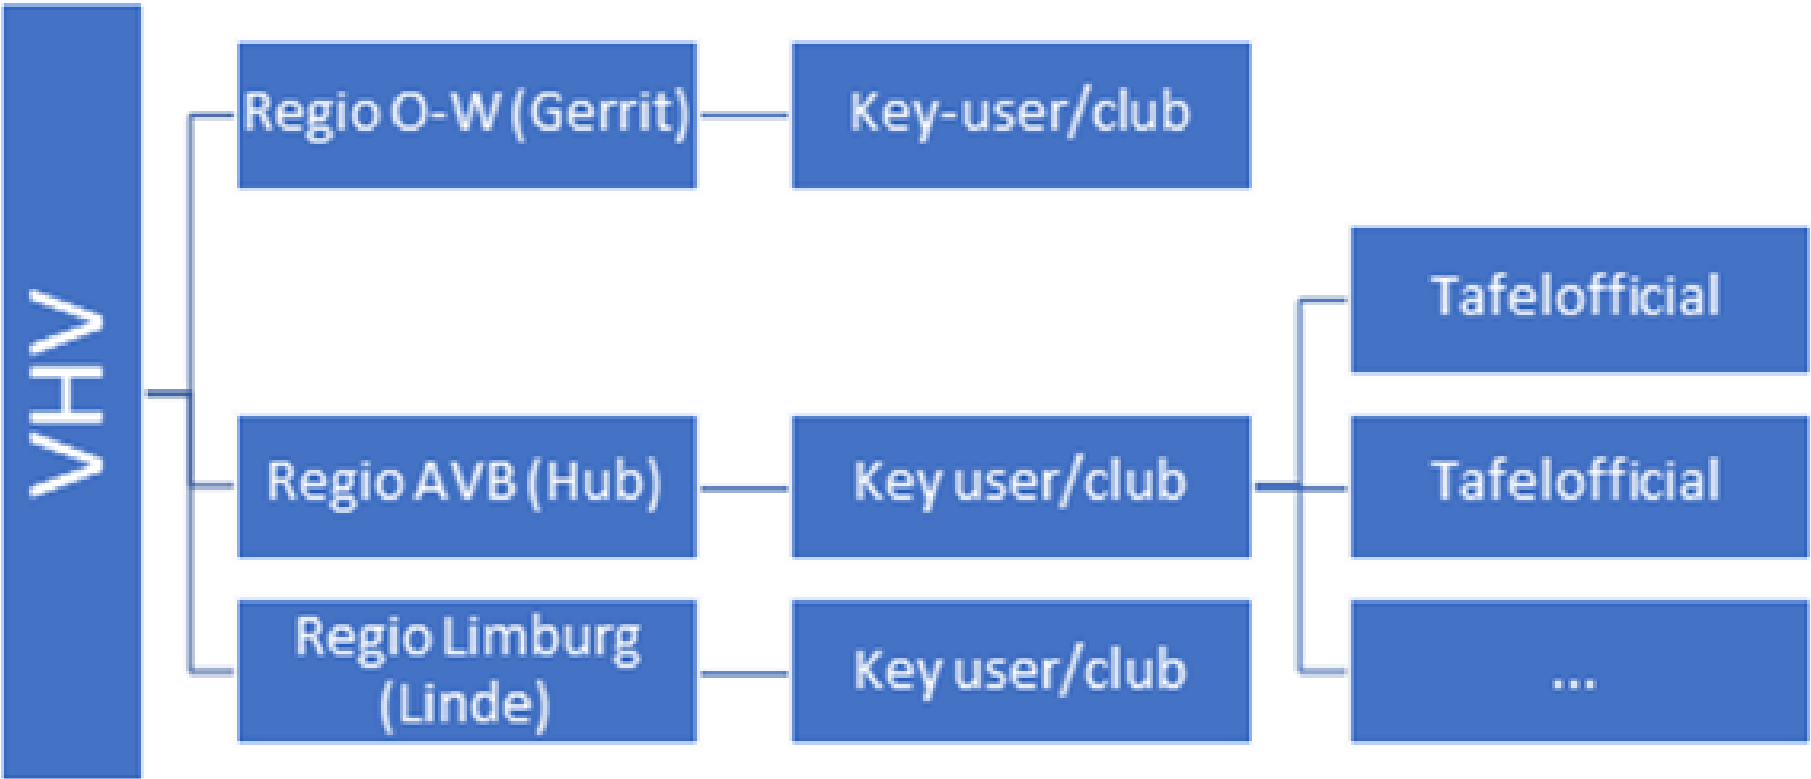 VHV
Regio O-W (Gerrit)
Key-user/club
Tafelofficial
Regio AVB (Hub)
Key user/club
Tafelofficial
Regio Limburg
(Linde)
Key user/club
...